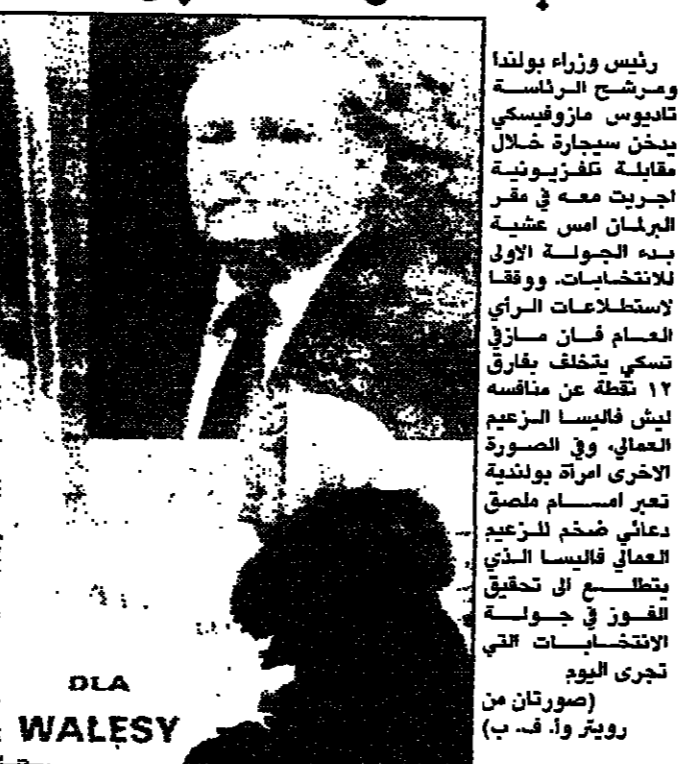 رئيس وزراء بولندا
ومرشح الرئاسة
تاديوس مازوفيسكي
يدخن سيجارة خلال
مقابلة تلفزيونية
اجريت معه في مقر
البرلمان امس عشية
بدء الجولة الاولى
للانتخابات. ووفقا
لاستطلاعات الرأي
العام فان مازفي
تسكي يتخلف بفارق
١٢ نقطة عن منافسه
ليش فاليسا الزعيم
العمالي. وفي الصورة
الاخرى امرأة بولندية
تعبر امام ملصق
دعائي ضخم للزعيم
العمالي فاليسا الذي
يتطلع الى تحقيق
الفوز في جولة
الانتخابات التي
تجرى اليوم
(صورتان من
رويتر وأ. ف. ب)
DLA
WAŁĘSY